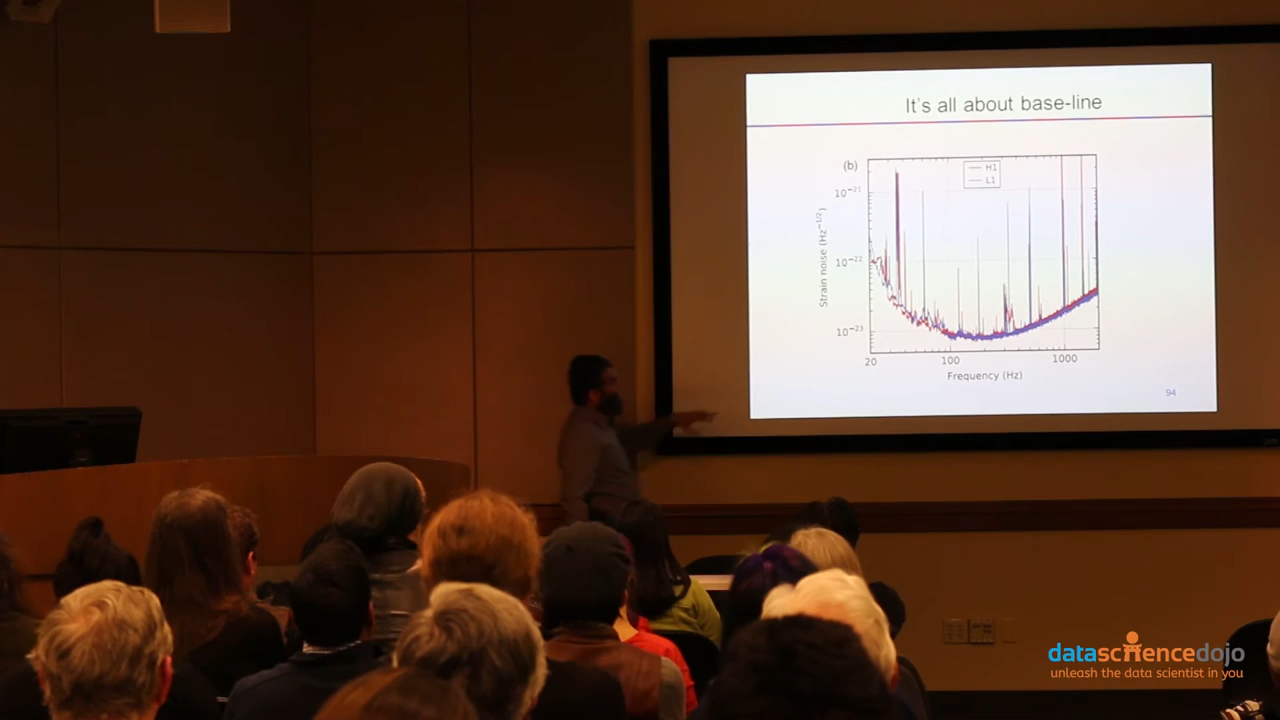 It's all about base-line
(b)
H1
L1
10⁻²¹
10⁻²²
10⁻²³
Strain noise (Hz⁻¹/²)
20
100
1000
Frequency (Hz)
94
datasciencedojo
unleash the data scientist in you